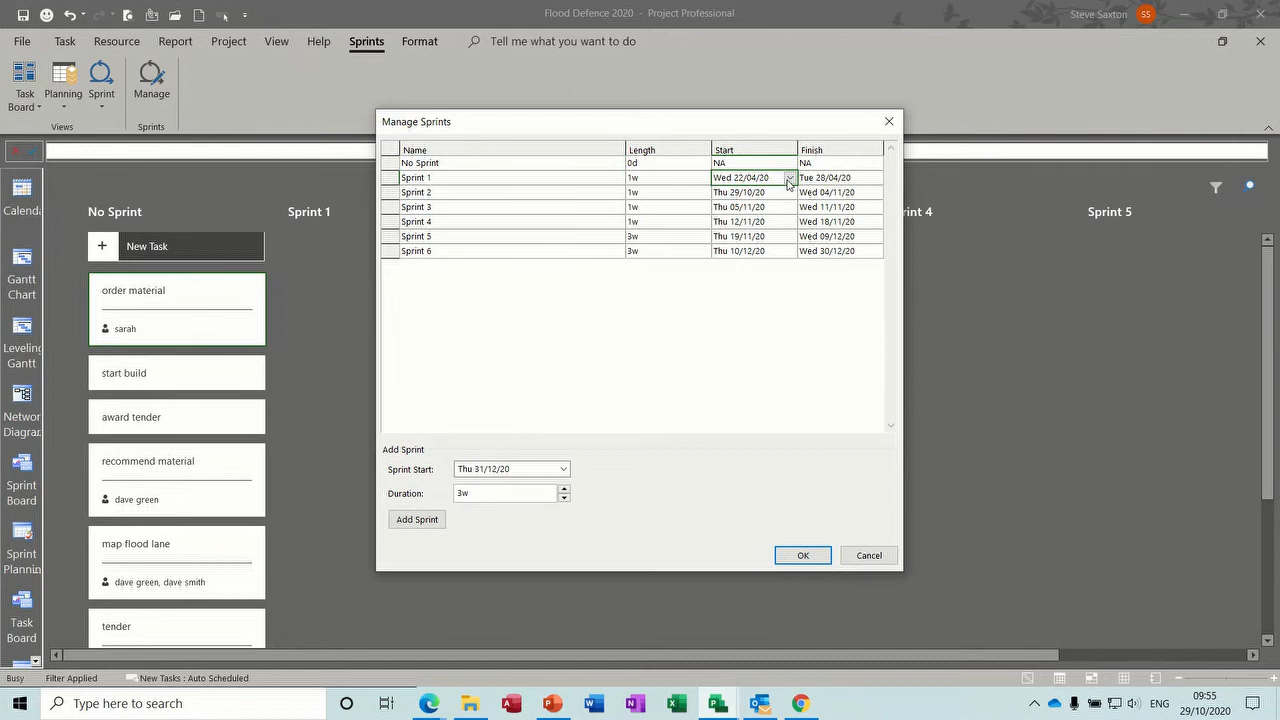 Flood Defence 2020 - Project Professional
Steve Saxton
SS
File Task Resource Report Project View Help Sprints Format Tell me what you want to do
Task Board
Planning
Sprint
Manage
Views
Sprints
Manage Sprints
Name Length Start Finish
No Sprint 0d NA NA
Sprint 1 1w Wed 22/04/20 Tue 28/04/20
Sprint 2 1w Thu 29/10/20 Wed 04/11/20
Sprint 3 1w Thu 05/11/20 Wed 11/11/20
Sprint 4 1w Thu 12/11/20 Wed 18/11/20
Sprint 5 3w Thu 19/11/20 Wed 09/12/20
Sprint 6 3w Thu 10/12/20 Wed 30/12/20
Add Sprint
Sprint Start: Thu 31/12/20
Duration: 3w
Add Sprint
OK Cancel
Calenda
Gantt
Chart
Leveling
Gantt
Network
Diagra
Sprint
Board
Sprint
Plannin
Task
Board
No Sprint Sprint 1 nt 4 Sprint 5
+ New Task
order material
sarah
start build
award tender
recommend material
dave green
map flood lane
dave green, dave smith
tender
Busy Filter Applied New Tasks : Auto Scheduled
Type here to search
ENG
09:55
29/10/2020